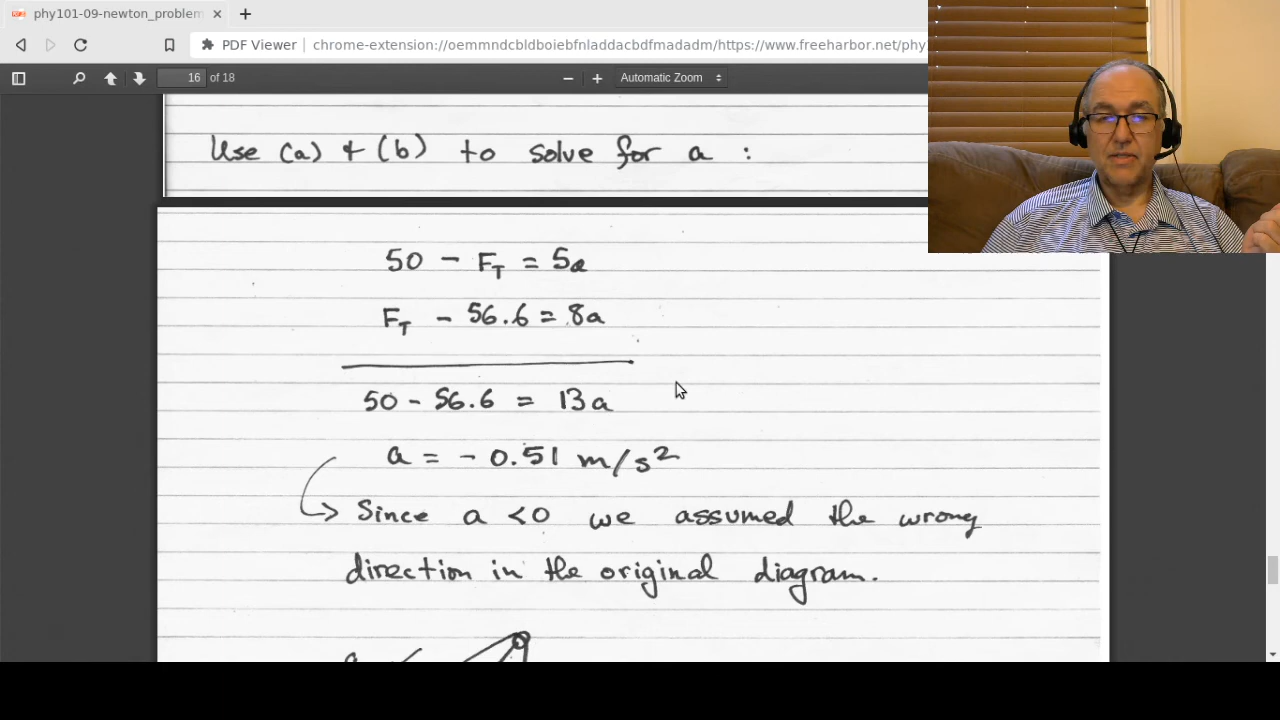 phy101-09-newton_problem
PDF Viewer
chrome-extension://oemmndcbldboiebfnladdacbdfmadadm/https://www.freeharbor.net/phy
16 of 18
Automatic Zoom
Use (a) + (b) to solve for a :
50 - F_T = 5a
F_T - 56.6 = 8a
50 - 56.6 = 13a
a = - 0.51 m/s²
Since a < 0 we assumed the wrong
direction in the original diagram.